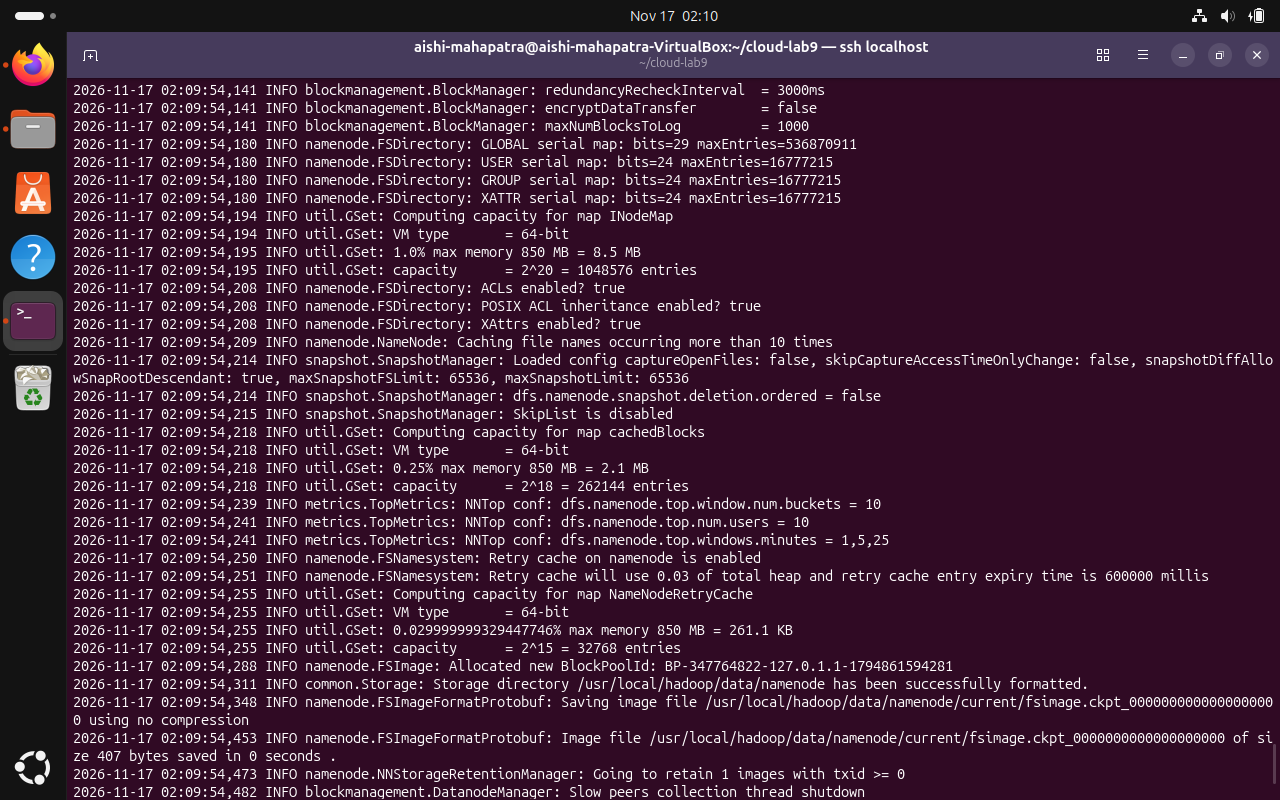 Nov 17 02:10
aishi-mahapatra@aishi-mahapatra-VirtualBox:~/cloud-lab9 — ssh localhost
~/cloud-lab9
2026-11-17 02:09:54,141 INFO blockmanagement.BlockManager: redundancyRecheckInterval  = 3000ms
2026-11-17 02:09:54,141 INFO blockmanagement.BlockManager: encryptDataTransfer        = false
2026-11-17 02:09:54,141 INFO blockmanagement.BlockManager: maxNumBlocksToLog          = 1000
2026-11-17 02:09:54,180 INFO namenode.FSDirectory: GLOBAL serial map: bits=29 maxEntries=536870911
2026-11-17 02:09:54,180 INFO namenode.FSDirectory: USER serial map: bits=24 maxEntries=16777215
2026-11-17 02:09:54,180 INFO namenode.FSDirectory: GROUP serial map: bits=24 maxEntries=16777215
2026-11-17 02:09:54,180 INFO namenode.FSDirectory: XATTR serial map: bits=24 maxEntries=16777215
2026-11-17 02:09:54,194 INFO util.GSet: Computing capacity for map INodeMap
2026-11-17 02:09:54,194 INFO util.GSet: VM type       = 64-bit
2026-11-17 02:09:54,195 INFO util.GSet: 1.0% max memory 850 MB = 8.5 MB
2026-11-17 02:09:54,195 INFO util.GSet: capacity      = 2^20 = 1048576 entries
2026-11-17 02:09:54,208 INFO namenode.FSDirectory: ACLs enabled? true
2026-11-17 02:09:54,208 INFO namenode.FSDirectory: POSIX ACL inheritance enabled? true
2026-11-17 02:09:54,208 INFO namenode.FSDirectory: XAttrs enabled? true
2026-11-17 02:09:54,209 INFO namenode.NameNode: Caching file names occurring more than 10 times
2026-11-17 02:09:54,214 INFO snapshot.SnapshotManager: Loaded config captureOpenFiles: false, skipCaptureAccessTimeOnlyChange: false, snapshotDiffAllo
wSnapRootDescendant: true, maxSnapshotFSLimit: 65536, maxSnapshotLimit: 65536
2026-11-17 02:09:54,214 INFO snapshot.SnapshotManager: dfs.namenode.snapshot.deletion.ordered = false
2026-11-17 02:09:54,215 INFO snapshot.SnapshotManager: SkipList is disabled
2026-11-17 02:09:54,218 INFO util.GSet: Computing capacity for map cachedBlocks
2026-11-17 02:09:54,218 INFO util.GSet: VM type       = 64-bit
2026-11-17 02:09:54,218 INFO util.GSet: 0.25% max memory 850 MB = 2.1 MB
2026-11-17 02:09:54,218 INFO util.GSet: capacity      = 2^18 = 262144 entries
2026-11-17 02:09:54,239 INFO metrics.TopMetrics: NNTop conf: dfs.namenode.top.window.num.buckets = 10
2026-11-17 02:09:54,241 INFO metrics.TopMetrics: NNTop conf: dfs.namenode.top.num.users = 10
2026-11-17 02:09:54,241 INFO metrics.TopMetrics: NNTop conf: dfs.namenode.top.windows.minutes = 1,5,25
2026-11-17 02:09:54,250 INFO namenode.FSNamesystem: Retry cache on namenode is enabled
2026-11-17 02:09:54,251 INFO namenode.FSNamesystem: Retry cache will use 0.03 of total heap and retry cache entry expiry time is 600000 millis
2026-11-17 02:09:54,255 INFO util.GSet: Computing capacity for map NameNodeRetryCache
2026-11-17 02:09:54,255 INFO util.GSet: VM type       = 64-bit
2026-11-17 02:09:54,255 INFO util.GSet: 0.029999999329447746% max memory 850 MB = 261.1 KB
2026-11-17 02:09:54,255 INFO util.GSet: capacity      = 2^15 = 32768 entries
2026-11-17 02:09:54,288 INFO namenode.FSImage: Allocated new BlockPoolId: BP-347764822-127.0.1.1-1794861594281
2026-11-17 02:09:54,311 INFO common.Storage: Storage directory /usr/local/hadoop/data/namenode has been successfully formatted.
2026-11-17 02:09:54,348 INFO namenode.FSImageFormatProtobuf: Saving image file /usr/local/hadoop/data/namenode/current/fsimage.ckpt_000000000000000000
0 using no compression
2026-11-17 02:09:54,453 INFO namenode.FSImageFormatProtobuf: Image file /usr/local/hadoop/data/namenode/current/fsimage.ckpt_0000000000000000000 of si
ze 407 bytes saved in 0 seconds .
2026-11-17 02:09:54,473 INFO namenode.NNStorageRetentionManager: Going to retain 1 images with txid >= 0
2026-11-17 02:09:54,482 INFO blockmanagement.DatanodeManager: Slow peers collection thread shutdown